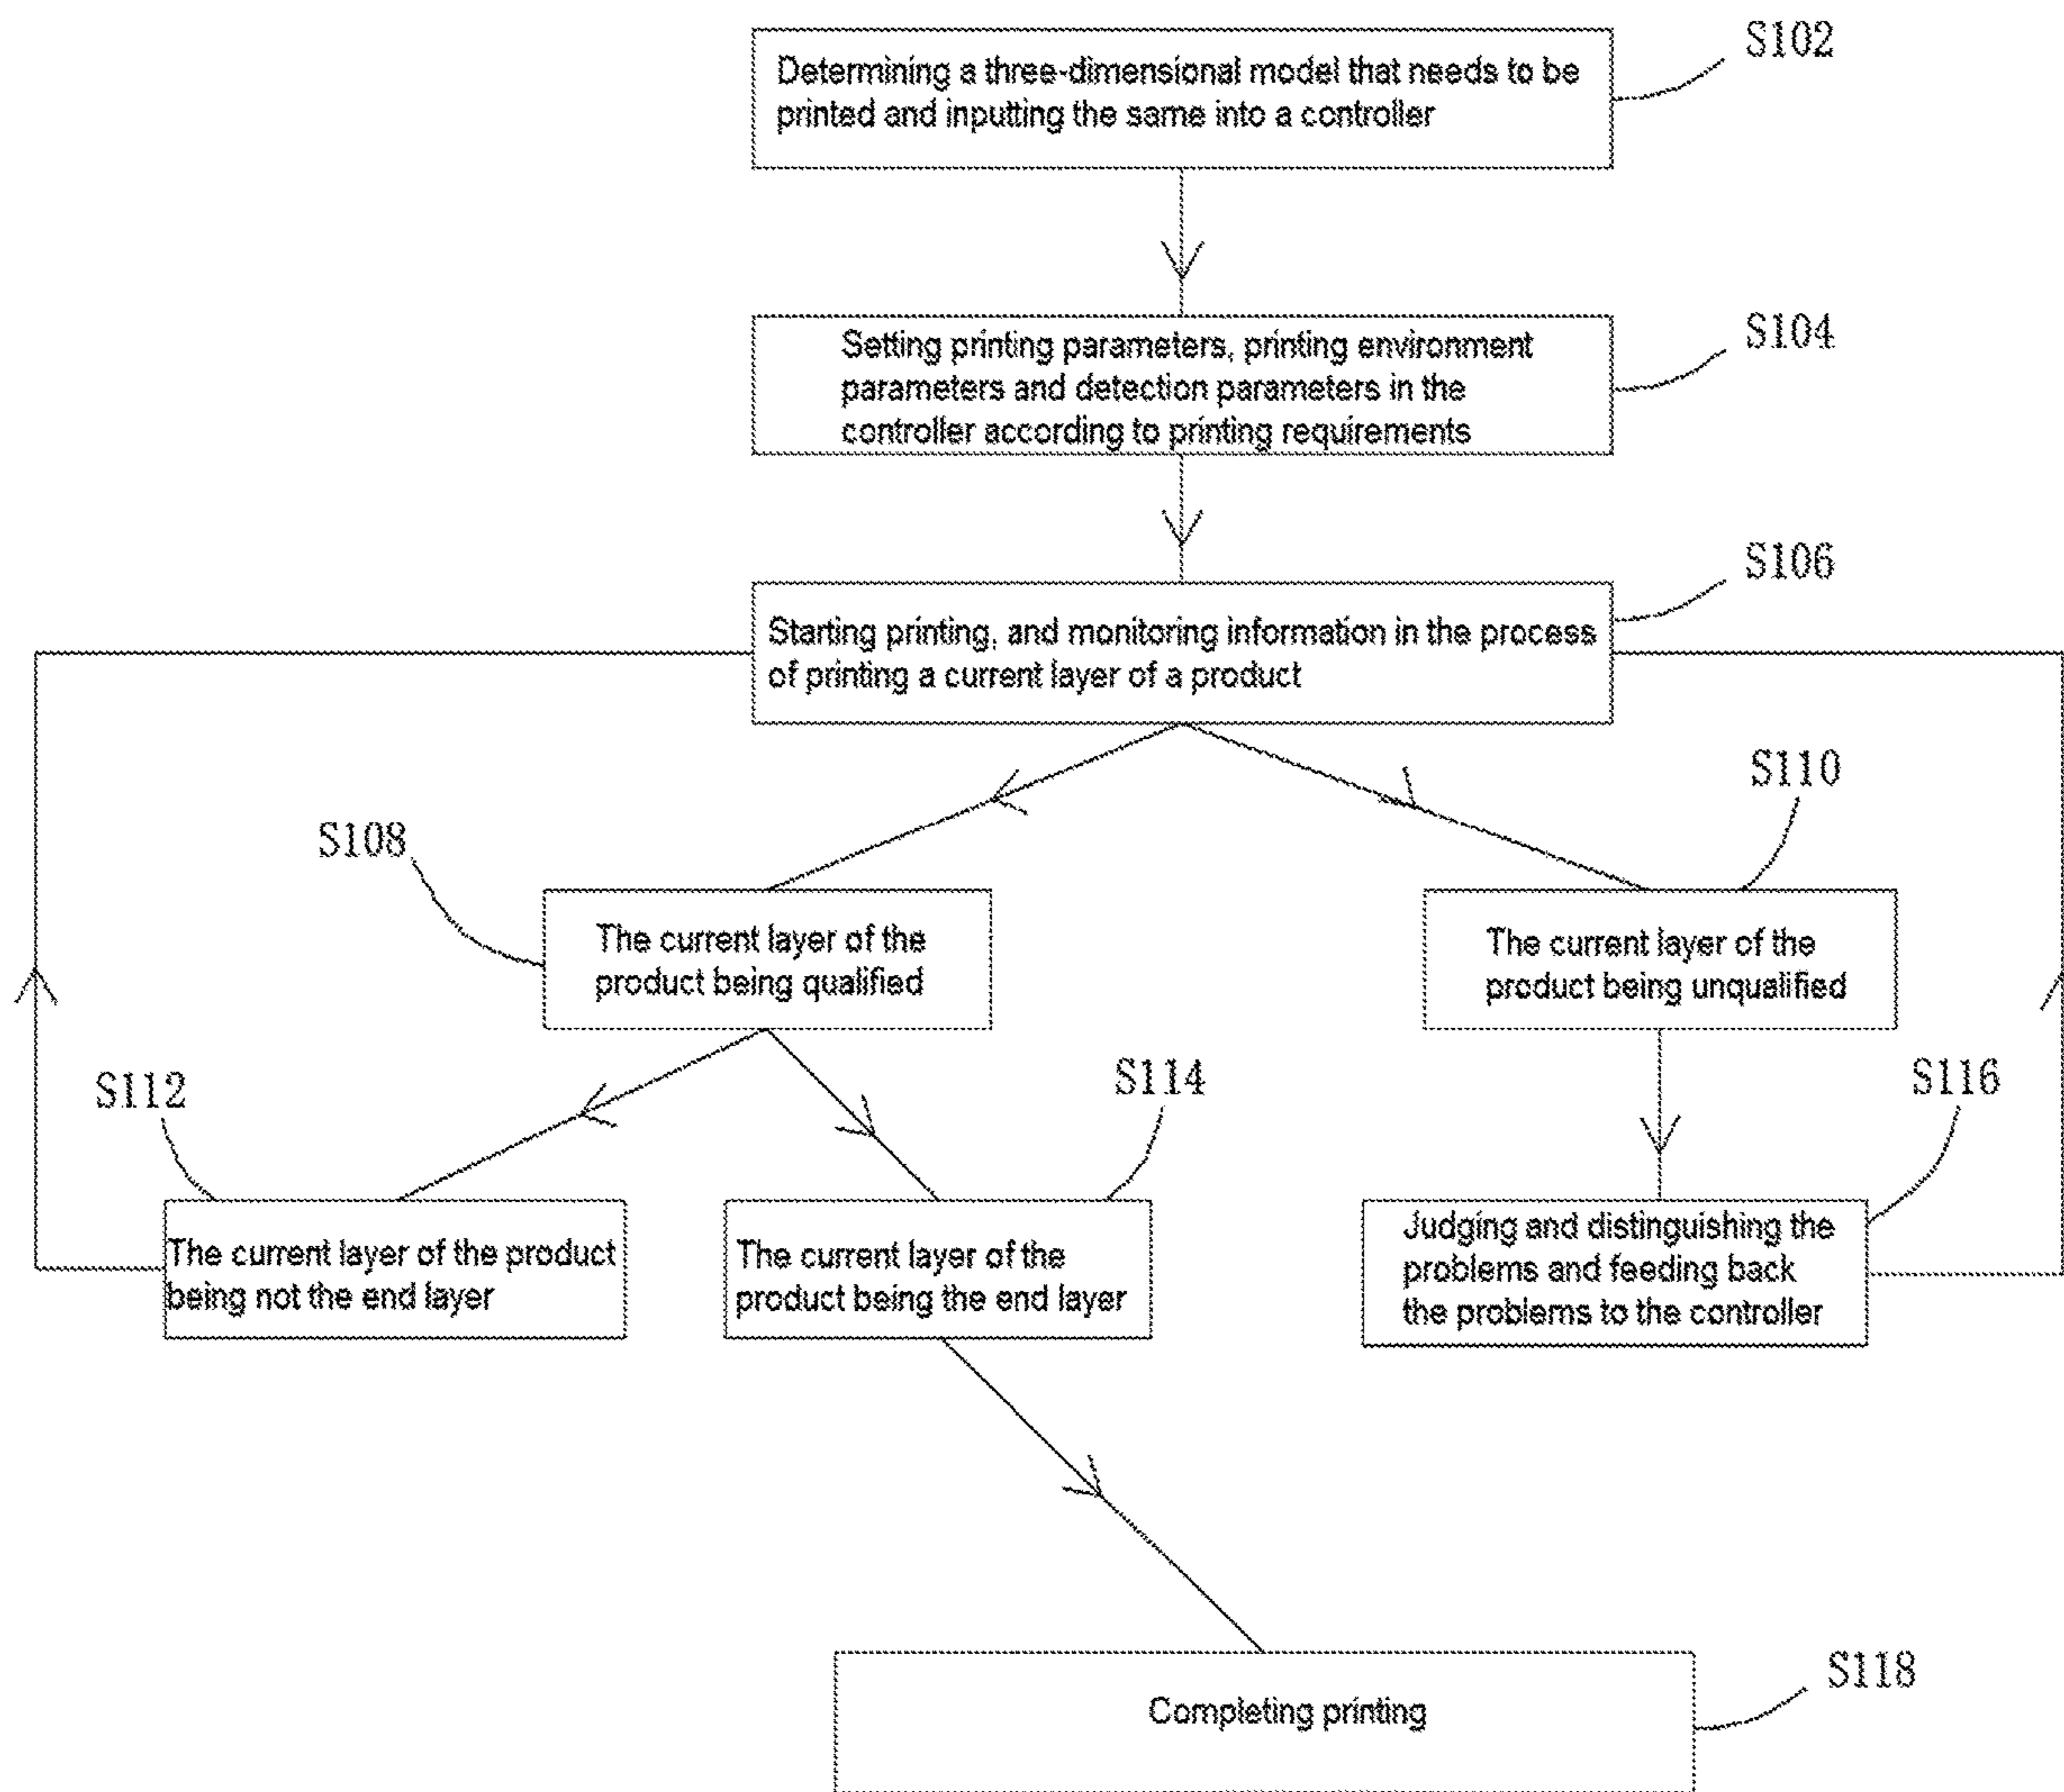 S102
Determining a three-dimensional model that needs to be
printed and inputting the same into a controller
S104
Setting printing parameters, printing environment
parameters and detection parameters in the
controller according to printing requirements
S106
Starting printing, and monitoring information in the process
of printing a current layer of a product
S108
The current layer of the
product being qualified
S110
The current layer of the
product being unqualified
S112
The current layer of the product
being not the end layer
S114
The current layer of the
product being the end layer
S116
Judging and distinguishing the
problems and feeding back
the problems to the controller
S118
Completing printing